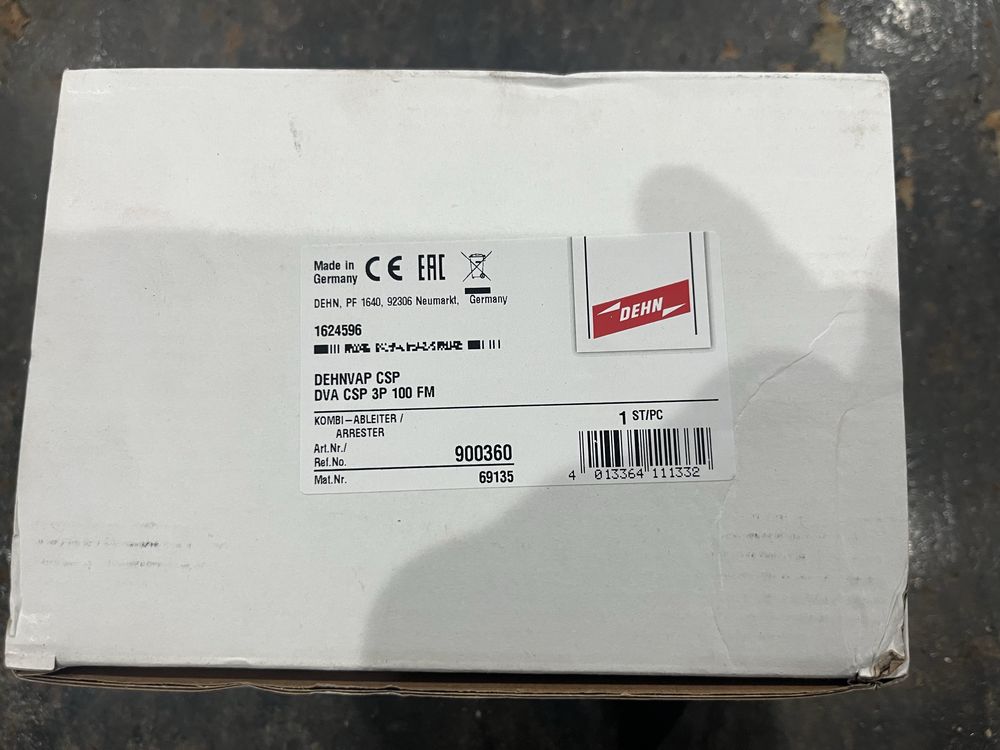 Made in
Germany
CE EAC
DEHN, PF 1640, 92306 Neumarkt, Germany
1624596
DEHN
DEHNVAP CSP
DVA CSP 3P 100 FM
KOMBI-ABLEITER /
ARRESTER
1 ST/PC
Art.Nr./
Ref.No. 900360
Mat.Nr. 69135
4 013364 111332